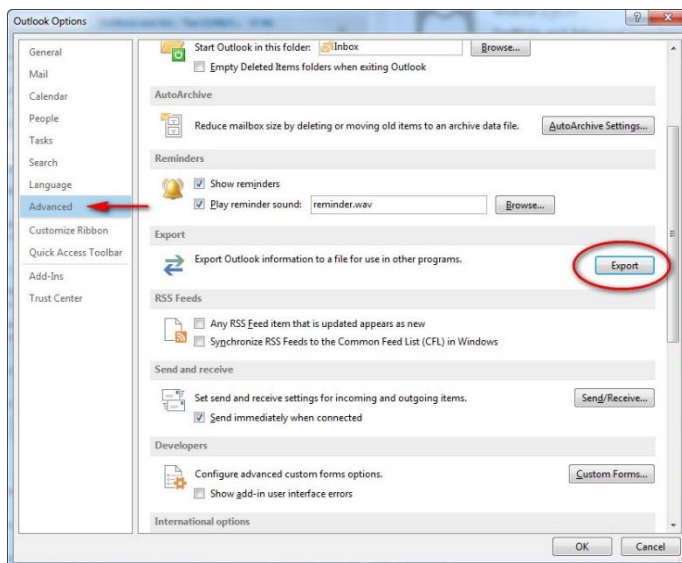 Outlook Options
General
Mail
Calendar
People
Tasks
Search
Language
Advanced
Customize Ribbon
Quick Access Toolbar
Add-Ins
Trust Center
Start Outlook in this folder: Inbox Browse...
Empty Deleted Items folders when exiting Outlook
AutoArchive
Reduce mailbox size by deleting or moving old items to an archive data file. AutoArchive Settings...
Reminders
Show reminders
Play reminder sound: reminder.wav Browse...
Export
Export Outlook information to a file for use in other programs. Export
RSS Feeds
Any RSS Feed item that is updated appears as new
Synchronize RSS Feeds to the Common Feed List (CFL) in Windows
Send and receive
Set send and receive settings for incoming and outgoing items. Send/Receive...
Send immediately when connected
Developers
Configure advanced custom forms options. Custom Forms...
Show add-in user interface errors
International options
OK Cancel